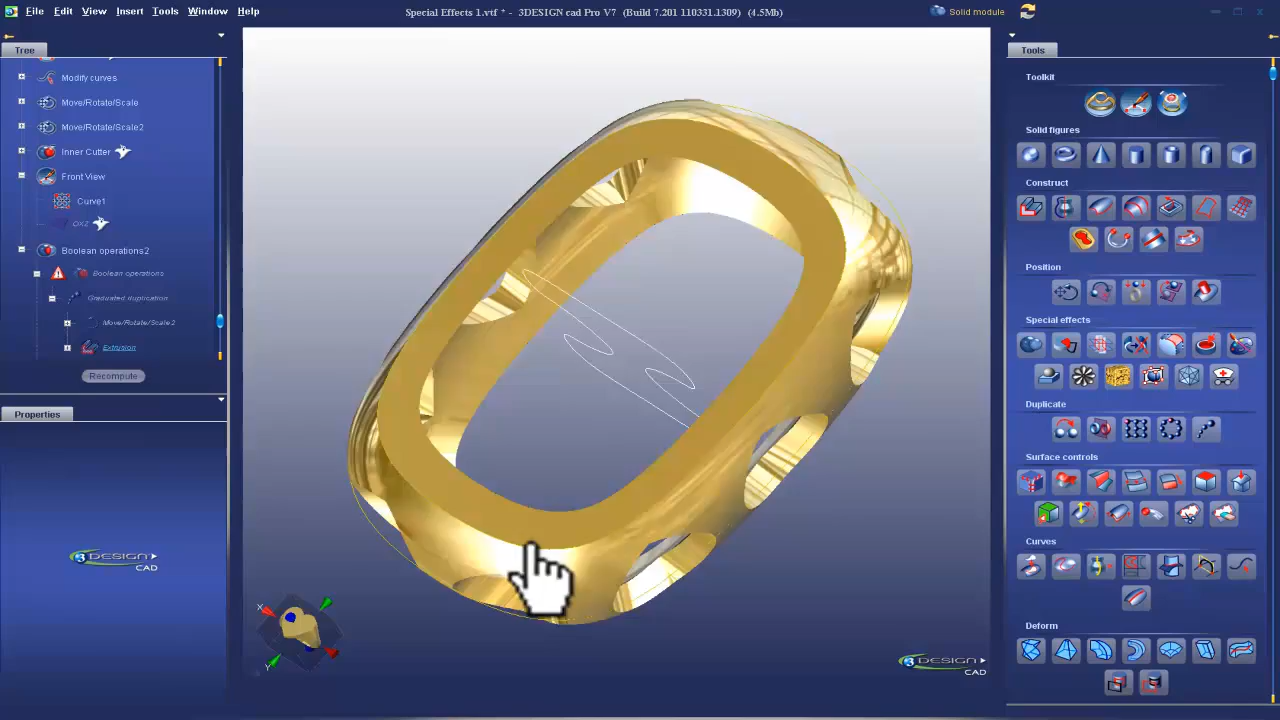 File Edit View Insert Tools Window Help
Special Effects 1.vtf * - 3DESIGN cad Pro V7 (Build 7.201 110331.1309) (4.5Mb)
Solid module
Tree
Modify curves
Move/Rotate/Scale
Move/Rotate/Scale2
Inner Cutter
Front View
Curve1
Boolean operations2
Boolean operations
Graduated duplication
Move/Rotate/Scale2
Extrusion
Recompute
Properties
3DESIGN
CAD
X
Y
3DESIGN
CAD
Tools
Toolkit
Solid figures
Construct
Position
Special effects
Duplicate
Surface controls
Curves
Deform